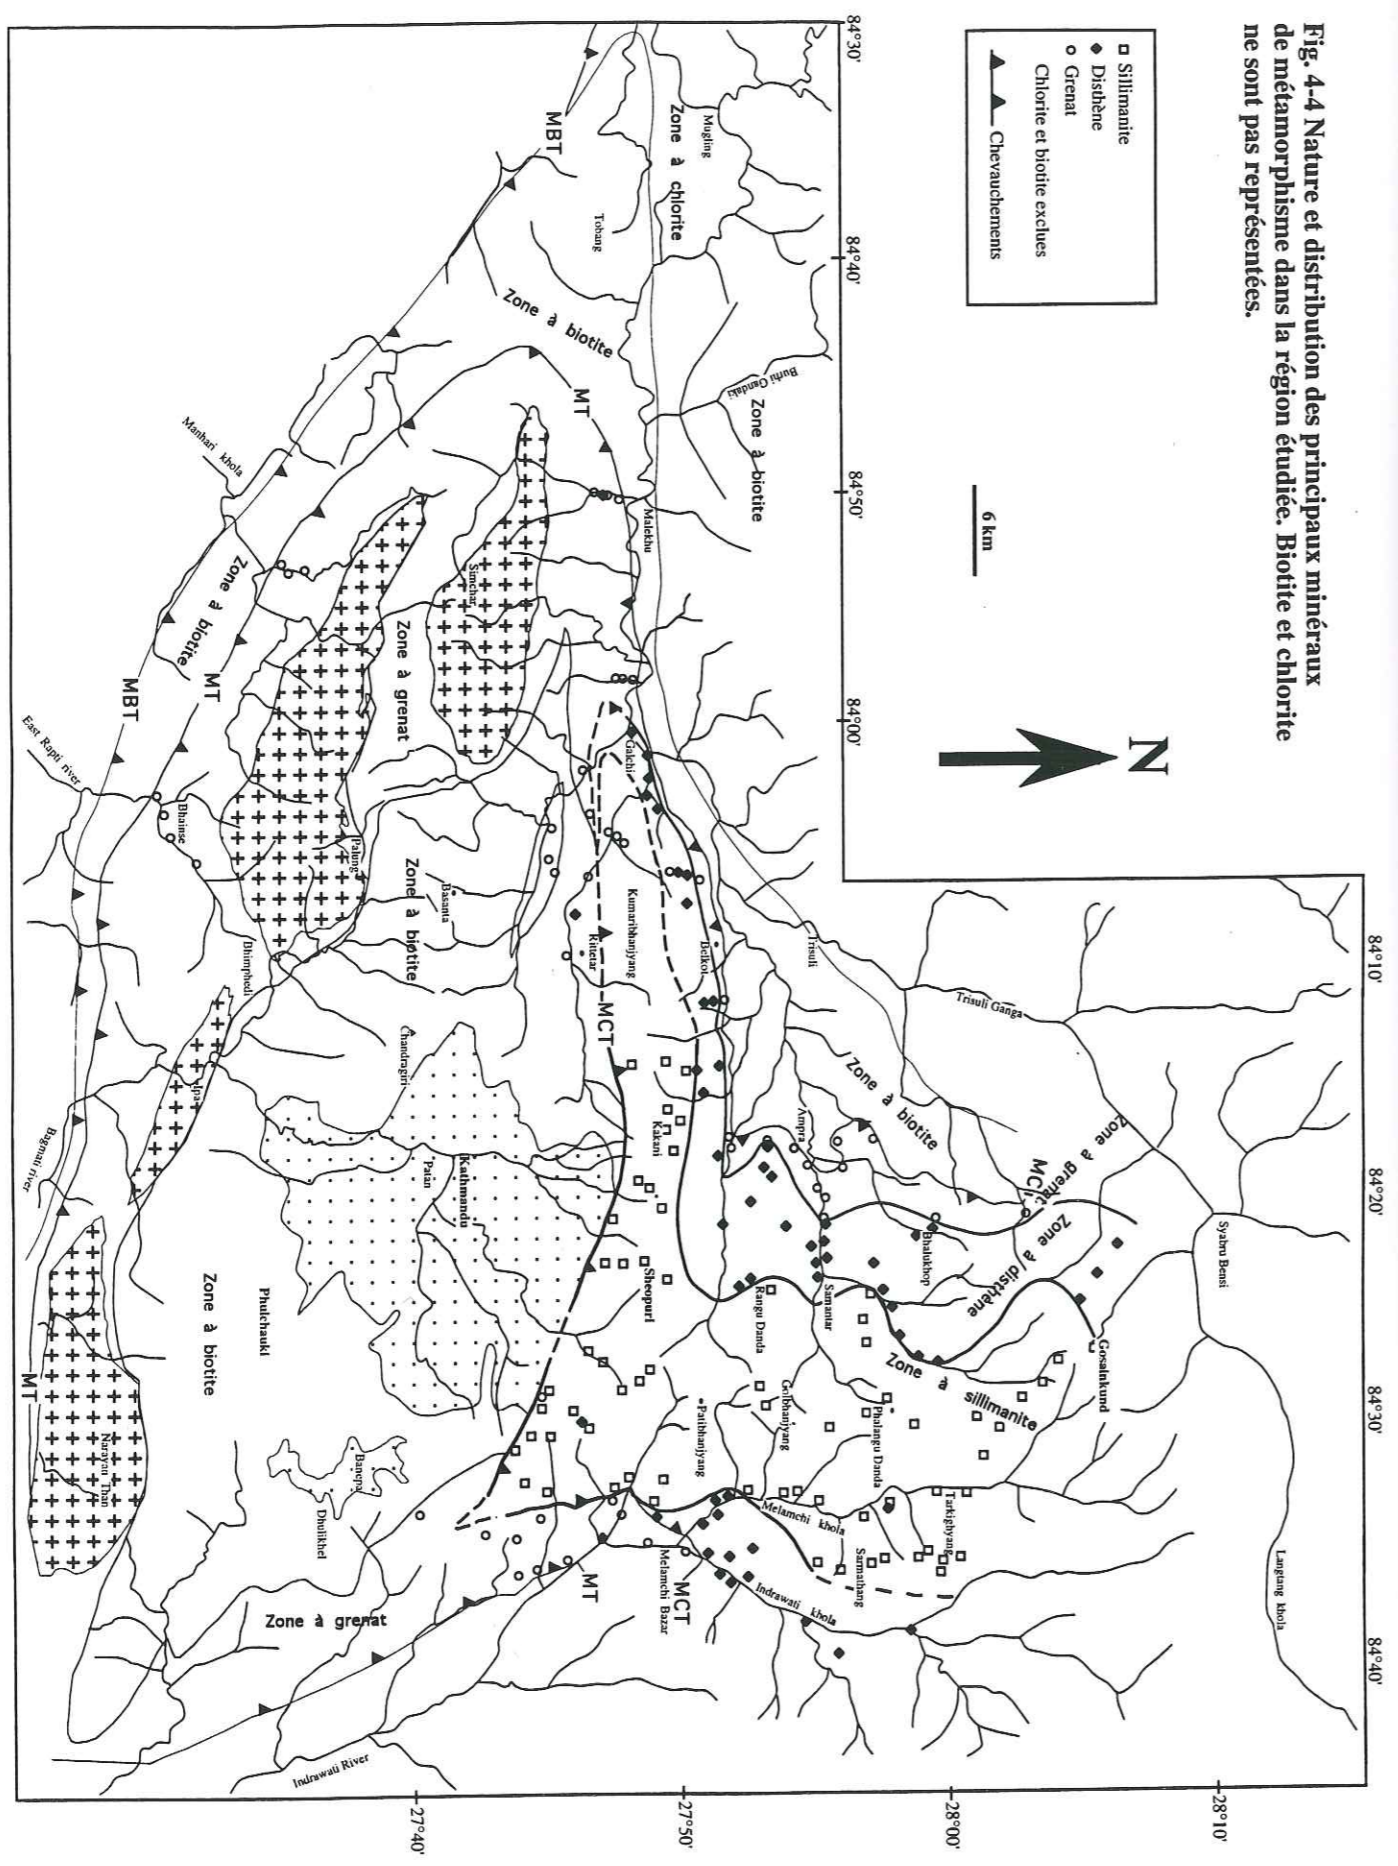 Fig. 4-4 Nature et distribution des principaux minéraux
de métamorphisme dans la région étudiée. Biotite et chlorite
ne sont pas représentées.
Sillimanite
Disthène
Grenat
Chlorite et biotite exclues
Chevauchements
6 km
N
84°30'
84°40'
84°50'
84°00'
84°10'
84°20'
84°30'
84°40'
28°10'
28°00'
27°50'
27°40'
Syabru Bensi
Langtang khola
Trisuli Ganga
Zone à grenat
MCT
Zone à disthène
Gosainkund
Zone à sillimanite
Zone à biotite
Trisuli
Ampra
Bhalukhop
Samantar
Rangu Danda
Phalangu Danda
Golbhanjyang
Patibhanjyang
Tarkighyang
Sarmathang
Melamchi khola
Indrawati khola
Melamchi Bazar
MCT
MT
Mugling
Zone à chlorite
Burhi Gandaki
Zone à biotite
Malekhu
Tobang
Zone à biotite
MBT
MT
Galchi
Belkot
Kumaribhanjyang
Rittetar
MCT
Kakani
Sheopuri
Simchar
Zone à grenat
Basanta
Zone à biotite
Palung
Chandragiri
Kathmandu
Patan
Manhari khola
Zone à biotite
MT
MBT
East Rapti river
Bhainse
Bhimphedi
Ipa
Bagmati river
Phulchauki
Zone à biotite
Banepa
Dhulikhel
Zone à grenat
Narayan Than
MT
Indrawati River